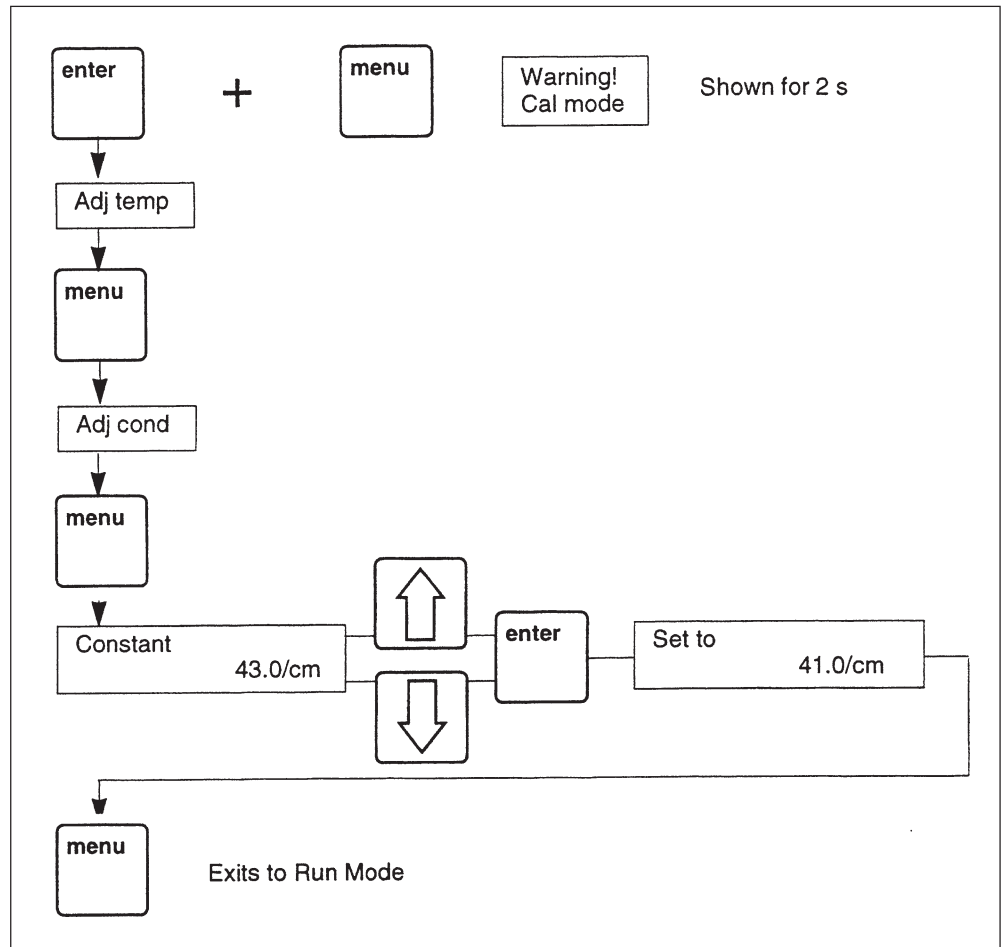 enter
+
menu
Warning!
Cal mode
Shown for 2 s
Adj temp
menu
Adj cond
menu
Constant
43.0/cm
enter
Set to
41.0/cm
menu
Exits to Run Mode